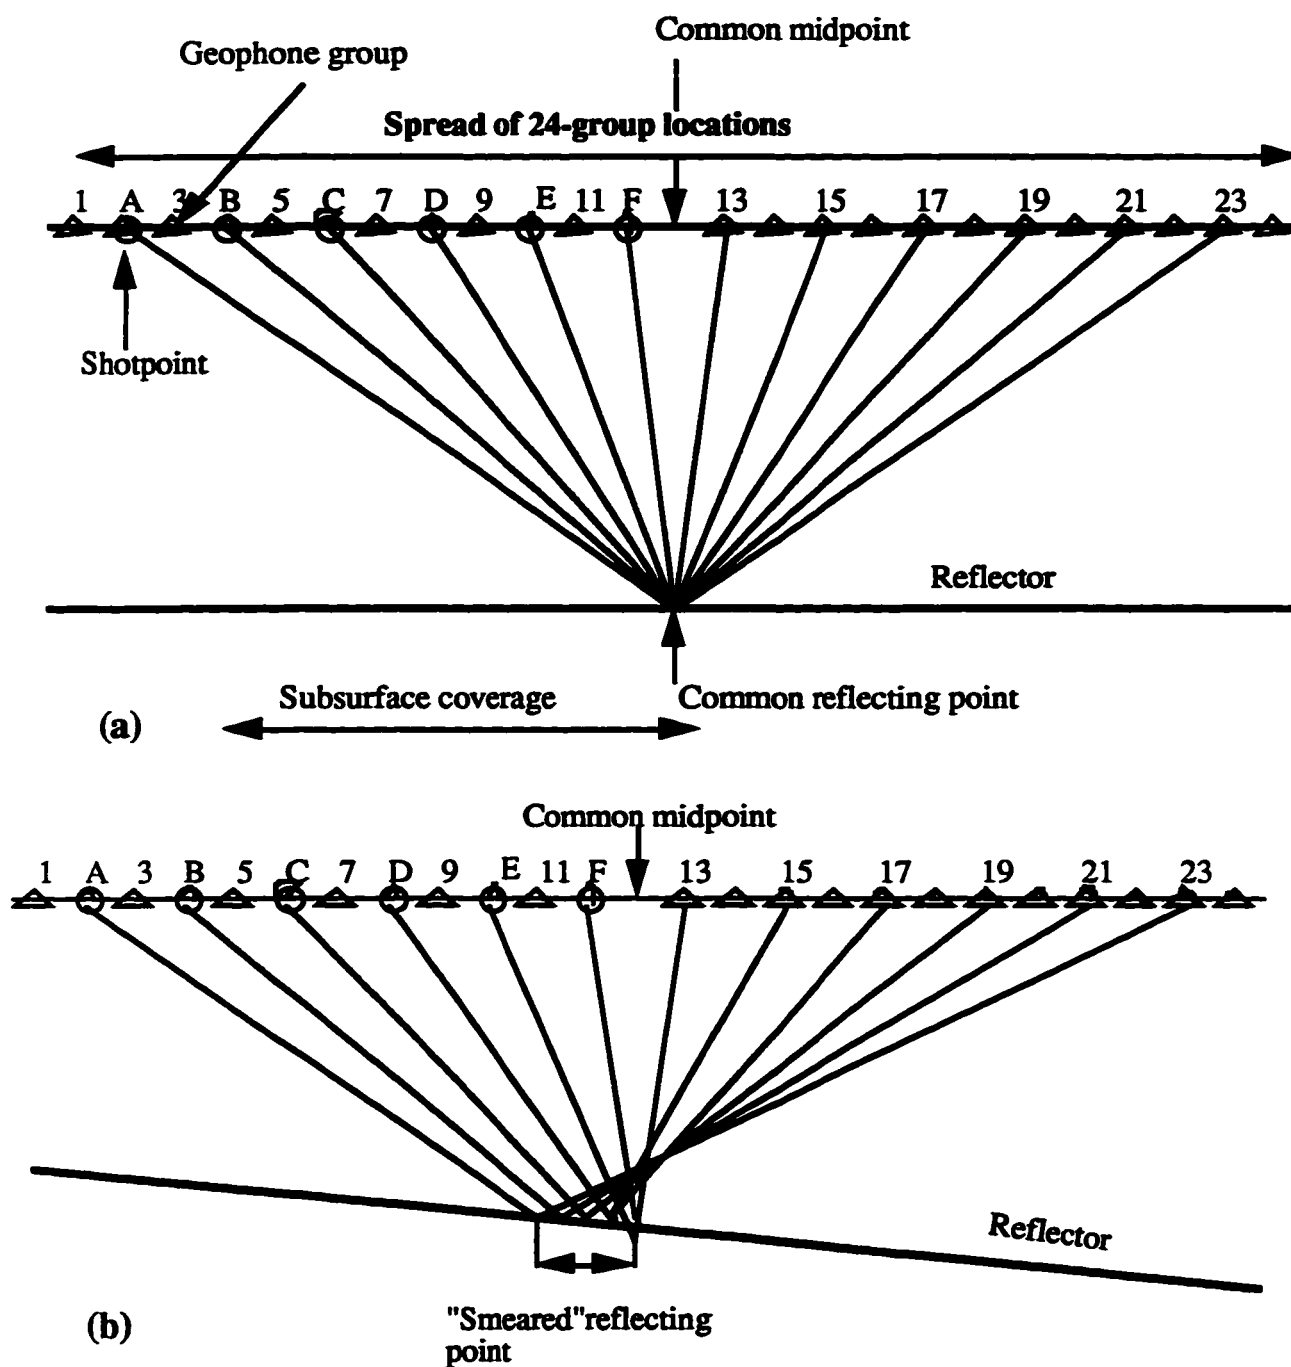 Common midpoint
Geophone group
Spread of 24-group locations
1 A 3 B 5 C 7 D 9 E 11 F 13 15 17 19 21 23
Shotpoint
Reflector
Subsurface coverage
Common reflecting point
(a)
Common midpoint
1 A 3 B 5 C 7 D 9 E 11 F 13 15 17 19 21 23
Reflector
"Smeared"reflecting
point
(b)